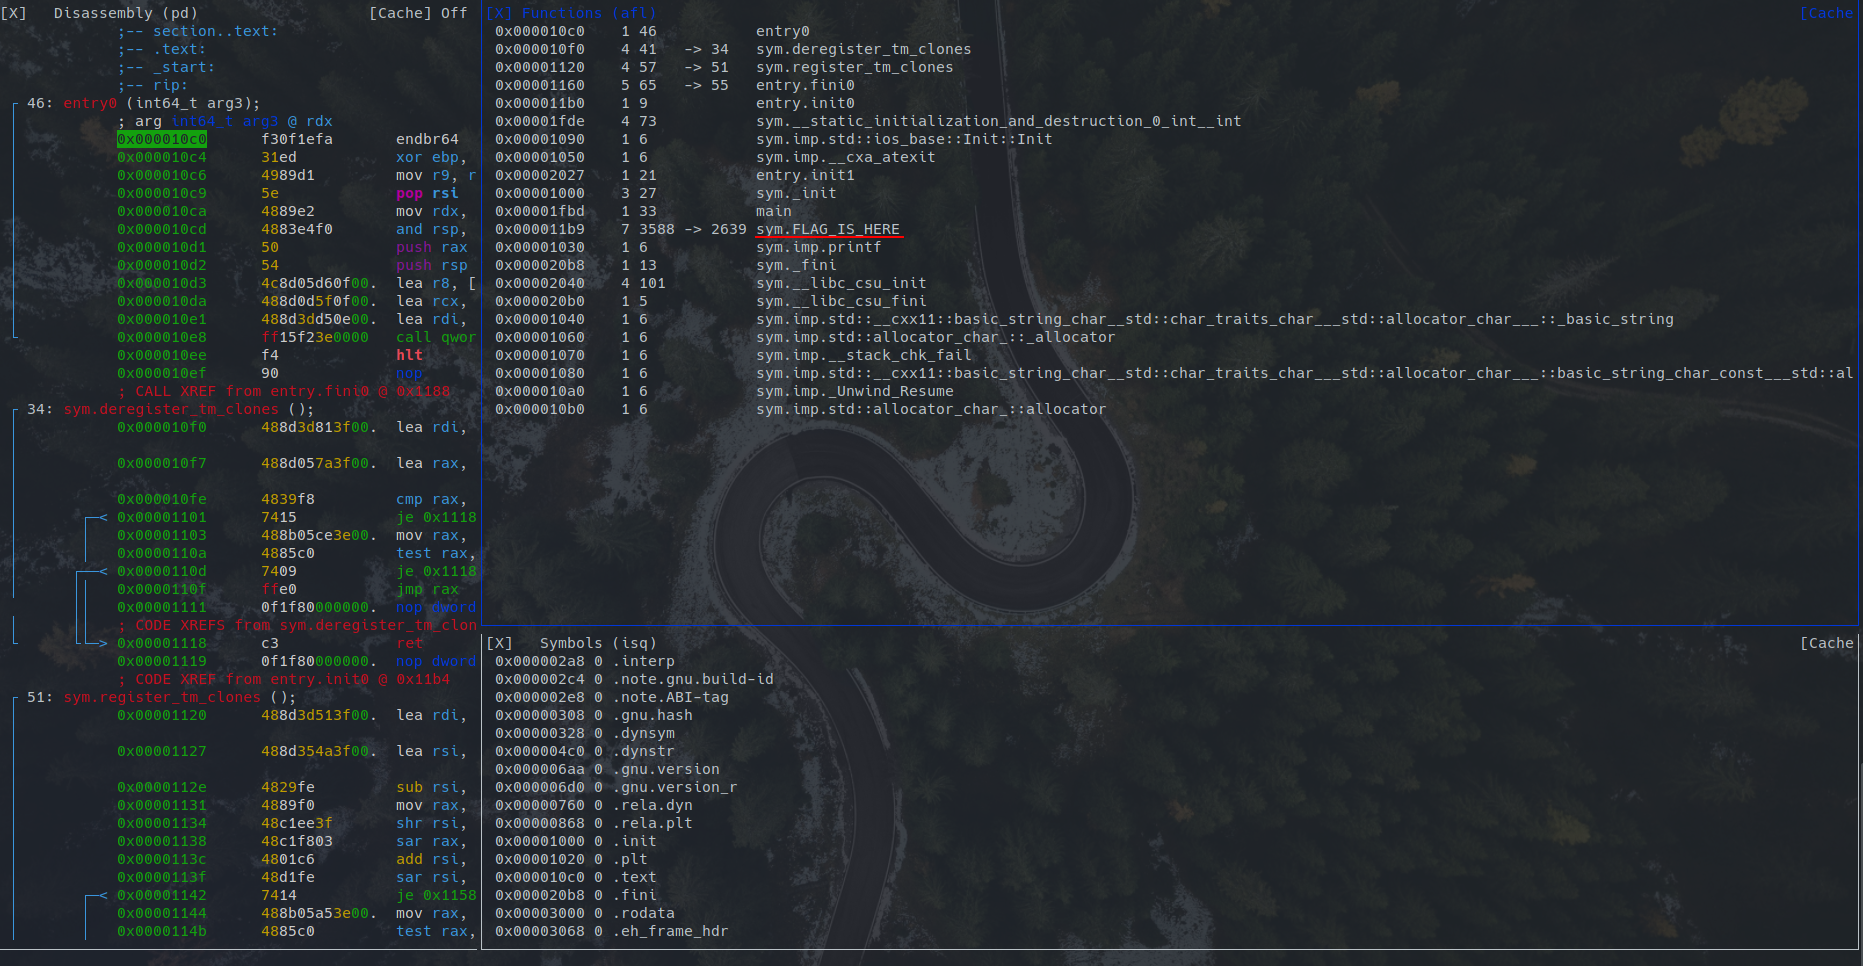 [X]   Disassembly (pd)                   [Cache] Off
;-- section..text:
;-- .text:
;-- _start:
;-- rip:
46: entry0 (int64_t arg3);
; arg int64_t arg3 @ rdx
0x000010c0      f30f1efa       endbr64
0x000010c4      31ed           xor ebp,
0x000010c6      4989d1         mov r9, r
0x000010c9      5e             pop rsi
0x000010ca      4889e2         mov rdx,
0x000010cd      4883e4f0       and rsp,
0x000010d1      50             push rax
0x000010d2      54             push rsp
0x000010d3      4c8d05d60f00.  lea r8, [
0x000010da      488d0d5f0f00.  lea rcx,
0x000010e1      488d3dd50e00.  lea rdi,
0x000010e8      ff15f23e0000   call qwor
0x000010ee      f4             hlt
0x000010ef      90             nop
; CALL XREF from entry.fini0 @ 0x1188
34: sym.deregister_tm_clones ();
0x000010f0      488d3d813f00.  lea rdi,
0x000010f7      488d057a3f00.  lea rax,
0x000010fe      4839f8         cmp rax,
0x00001101      7415           je 0x1118
0x00001103      488b05ce3e00.  mov rax,
0x0000110a      4885c0         test rax,
0x0000110d      7409           je 0x1118
0x0000110f      ffe0           jmp rax
0x00001111      0f1f80000000.  nop dword
; CODE XREFS from sym.deregister_tm_clon
0x00001118      c3             ret
0x00001119      0f1f80000000.  nop dword
; CODE XREF from entry.init0 @ 0x11b4
51: sym.register_tm_clones ();
0x00001120      488d3d513f00.  lea rdi,
0x00001127      488d354a3f00.  lea rsi,
0x0000112e      4829fe         sub rsi,
0x00001131      4889f0         mov rax,
0x00001134      48c1ee3f       shr rsi,
0x00001138      48c1f803       sar rax,
0x0000113c      4801c6         add rsi,
0x0000113f      48d1fe         sar rsi,
0x00001142      7414           je 0x1158
0x00001144      488b05a53e00.  mov rax,
0x0000114b      4885c0         test rax,
[X] Functions (afl)                   [Cache
0x000010c0    1 46           entry0
0x000010f0    4 41   -> 34   sym.deregister_tm_clones
0x00001120    4 57   -> 51   sym.register_tm_clones
0x00001160    5 65   -> 55   entry.fini0
0x000011b0    1 9            entry.init0
0x00001fde    4 73           sym.__static_initialization_and_destruction_0_int__int
0x00001090    1 6            sym.imp.std::ios_base::Init::Init
0x00001050    1 6            sym.imp.__cxa_atexit
0x00002027    1 21           entry.init1
0x00001000    3 27           sym._init
0x00001fbd    1 33           main
0x000011b9    7 3588 -> 2639 sym.FLAG_IS_HERE
0x00001030    1 6            sym.imp.printf
0x000020b8    1 13           sym._fini
0x00002040    4 101          sym.__libc_csu_init
0x000020b0    1 5            sym.__libc_csu_fini
0x00001040    1 6            sym.imp.std::__cxx11::basic_string_char__std::char_traits_char___std::allocator_char___::_basic_string
0x00001060    1 6            sym.imp.std::allocator_char_::_allocator
0x00001070    1 6            sym.imp.__stack_chk_fail
0x00001080    1 6            sym.imp.std::__cxx11::basic_string_char__std::char_traits_char___std::allocator_char___::basic_string_char_const___std::al
0x000010a0    1 6            sym.imp._Unwind_Resume
0x000010b0    1 6            sym.imp.std::allocator_char_::allocator
[X]   Symbols (isq)                   [Cache
0x000002a8 0 .interp
0x000002c4 0 .note.gnu.build-id
0x000002e8 0 .note.ABI-tag
0x00000308 0 .gnu.hash
0x00000328 0 .dynsym
0x000004c0 0 .dynstr
0x000006aa 0 .gnu.version
0x000006d0 0 .gnu.version_r
0x00000760 0 .rela.dyn
0x00000868 0 .rela.plt
0x00001000 0 .init
0x00001020 0 .plt
0x000010c0 0 .text
0x000020b8 0 .fini
0x00003000 0 .rodata
0x00003068 0 .eh_frame_hdr